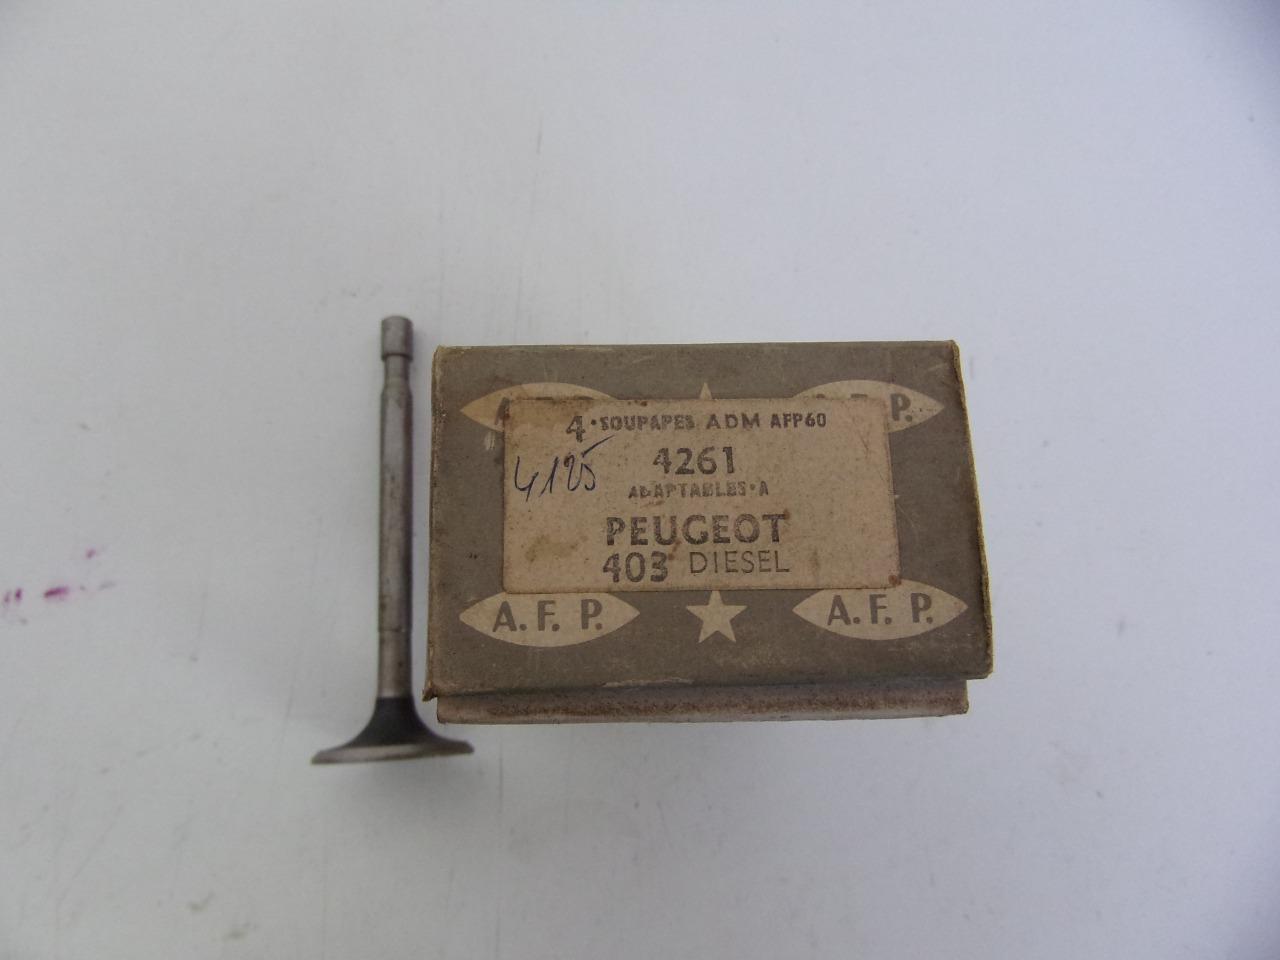 4·SOUPAPES ADM AFP60
4261
4125
ADAPTABLES·A
PEUGEOT
403 DIESEL
A. F. P.
A. F. P.